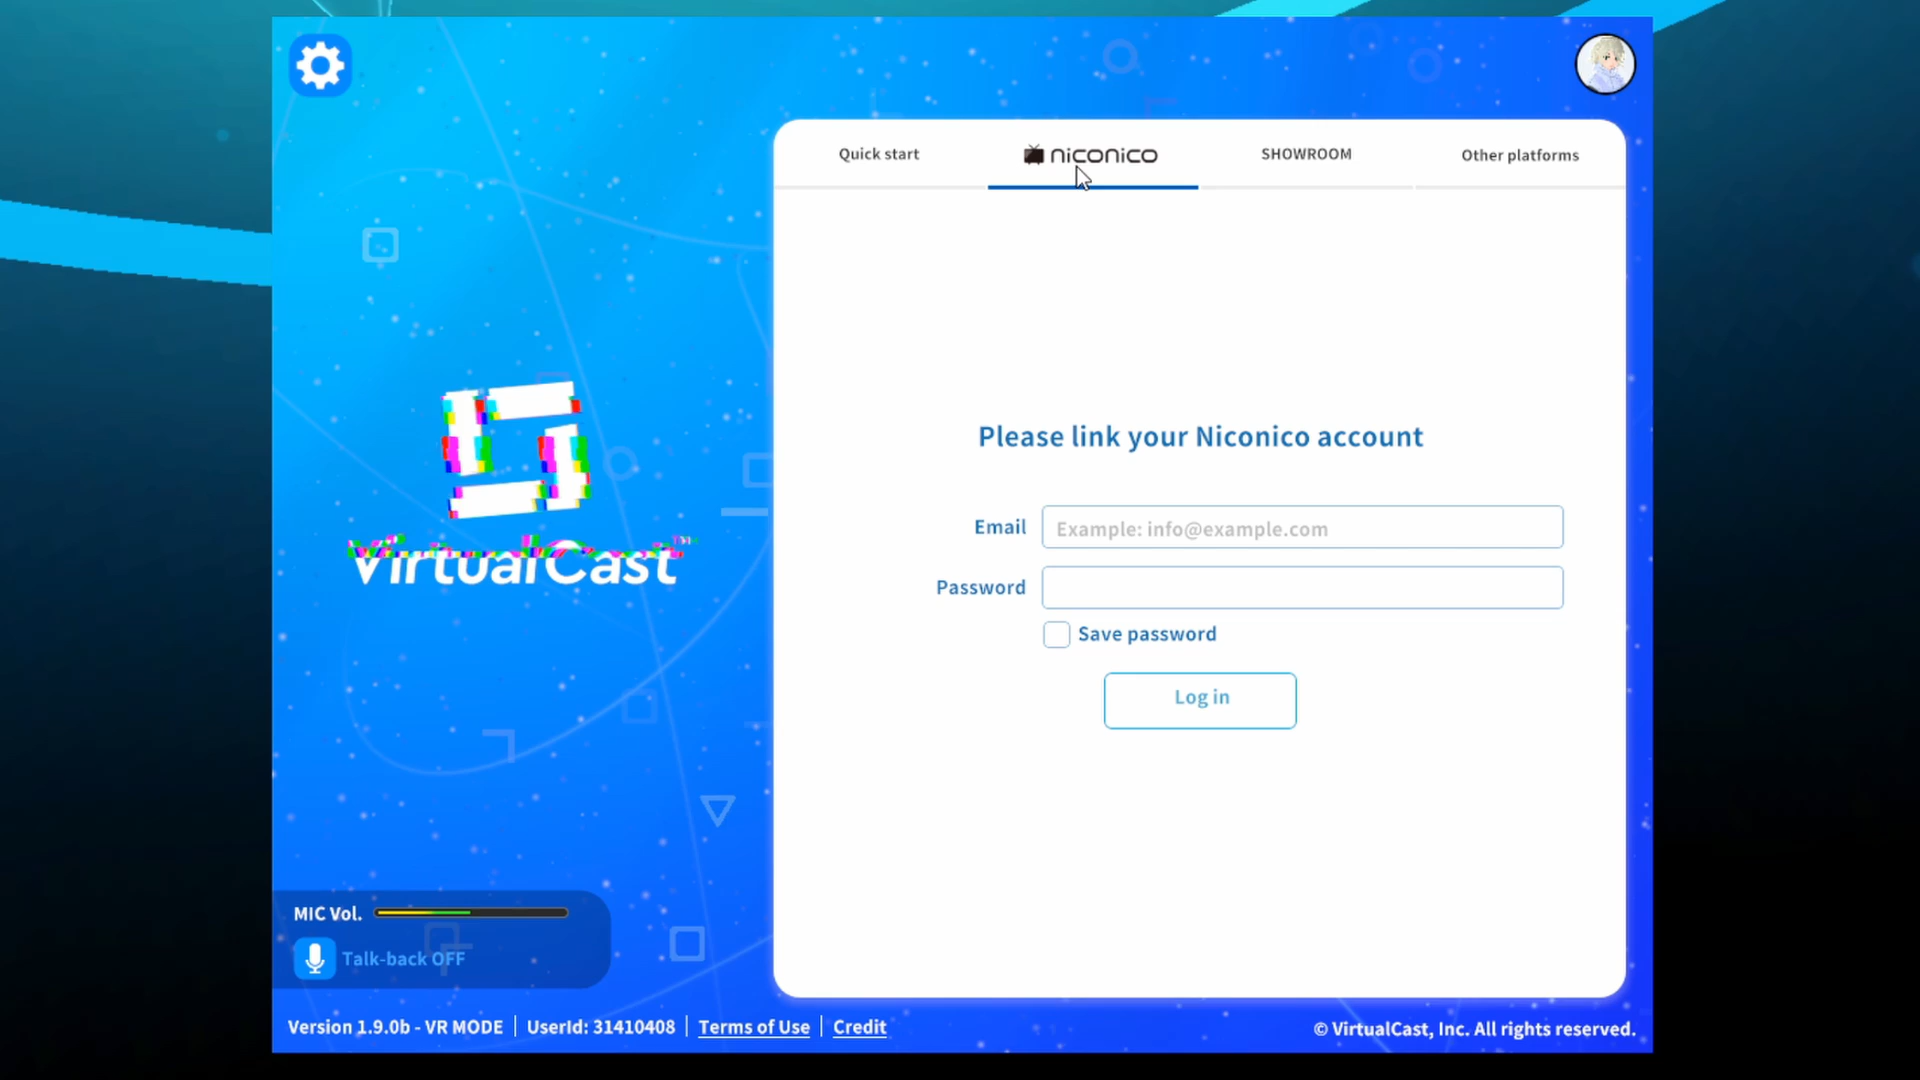 Quick start
niconico
SHOWROOM
Other platforms
Please link your Niconico account
Email
Example: info@example.com
Password
Save password
Log in
VirtualCast™
MIC Vol.
Talk-back OFF
Version 1.9.0b - VR MODE | UserId: 31410408 | Terms of Use | Credit
© VirtualCast, Inc. All rights reserved.